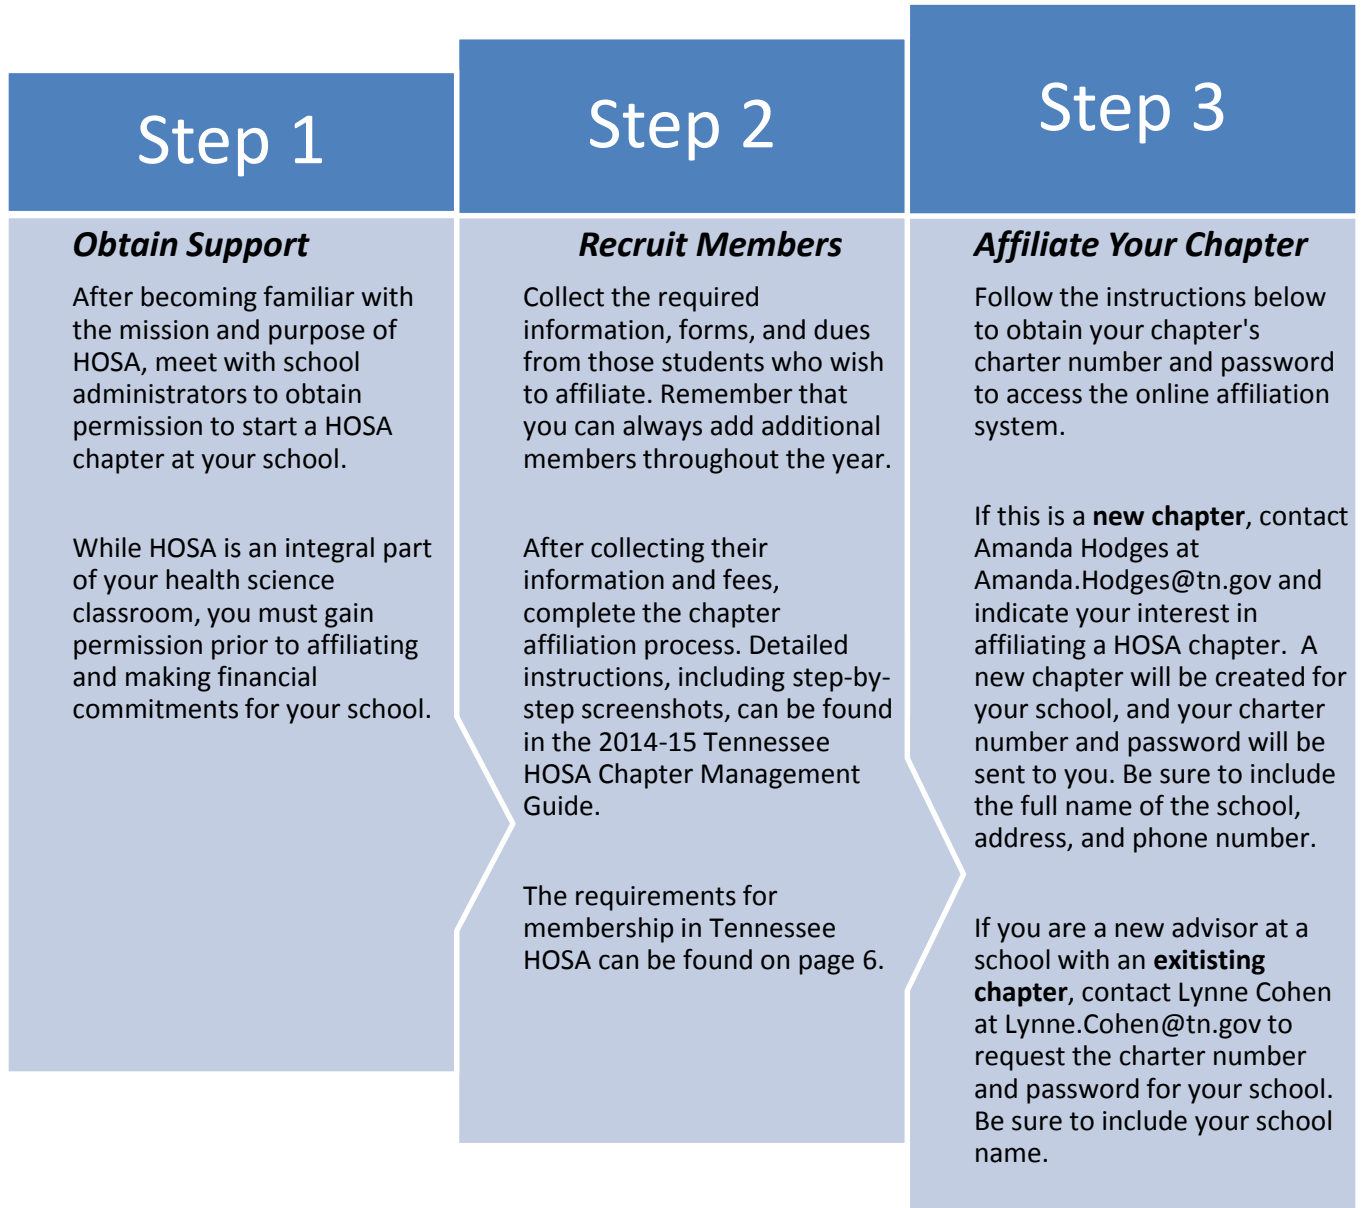 Step 1
Obtain Support
After becoming familiar with
the mission and purpose of
HOSA, meet with school
administrators to obtain
permission to start a HOSA
chapter at your school.
While HOSA is an integral part
of your health science
classroom, you must gain
permission prior to affiliating
and making financial
commitments for your school.
Step 2
Recruit Members
Collect the required
information, forms, and dues
from those students who wish
to affiliate. Remember that
you can always add additional
members throughout the year.
After collecting their
information and fees,
complete the chapter
affiliation process. Detailed
instructions, including step-by-
step screenshots, can be found
in the 2014-15 Tennessee
HOSA Chapter Management
Guide.
The requirements for
membership in Tennessee
HOSA can be found on page 6.
Step 3
Affiliate Your Chapter
Follow the instructions below
to obtain your chapter's
charter number and password
to access the online affiliation
system.
If this is a new chapter, contact
Amanda Hodges at
Amanda.Hodges@tn.gov and
indicate your interest in
affiliating a HOSA chapter.  A
new chapter will be created for
your school, and your charter
number and password will be
sent to you. Be sure to include
the full name of the school,
address, and phone number.
If you are a new advisor at a
school with an exitisting
chapter, contact Lynne Cohen
at Lynne.Cohen@tn.gov to
request the charter number
and password for your school.
Be sure to include your school
name.